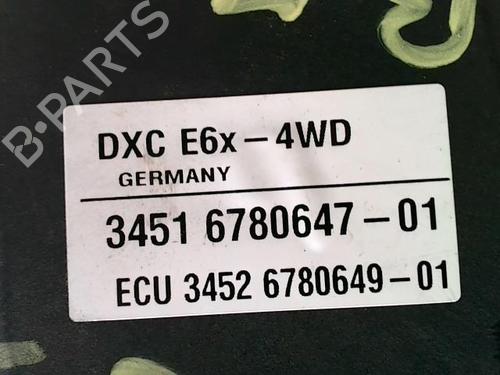 B-PARTS
DXC E6x-4WD
GERMANY
3451 6780647-01
ECU 3452 6780649-01